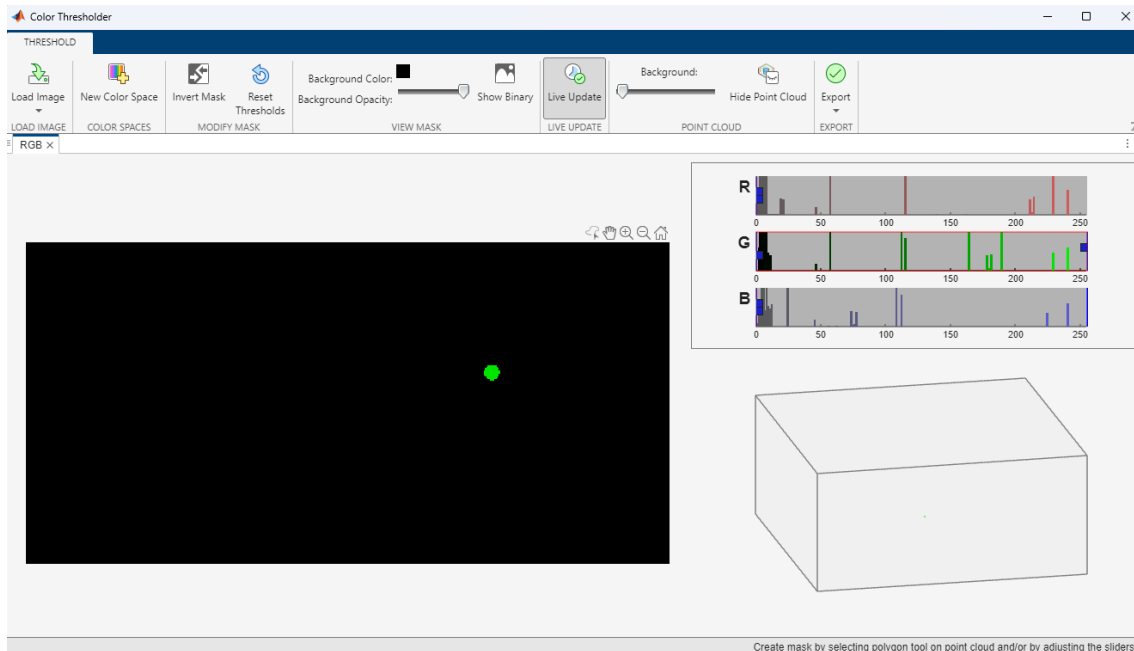 Color Thresholder
THRESHOLD
Load Image
New Color Space
Invert Mask
Reset
Thresholds
Background Color:
Background Opacity:
Show Binary
Live Update
Background:
Hide Point Cloud
Export
LOAD IMAGE
COLOR SPACES
MODIFY MASK
VIEW MASK
LIVE UPDATE
POINT CLOUD
EXPORT
RGB
R
0 50 100 150 200 250
G
0 50 100 150 200 250
B
0 50 100 150 200 250
Create mask by selecting polygon tool on point cloud and/or by adjusting the sliders